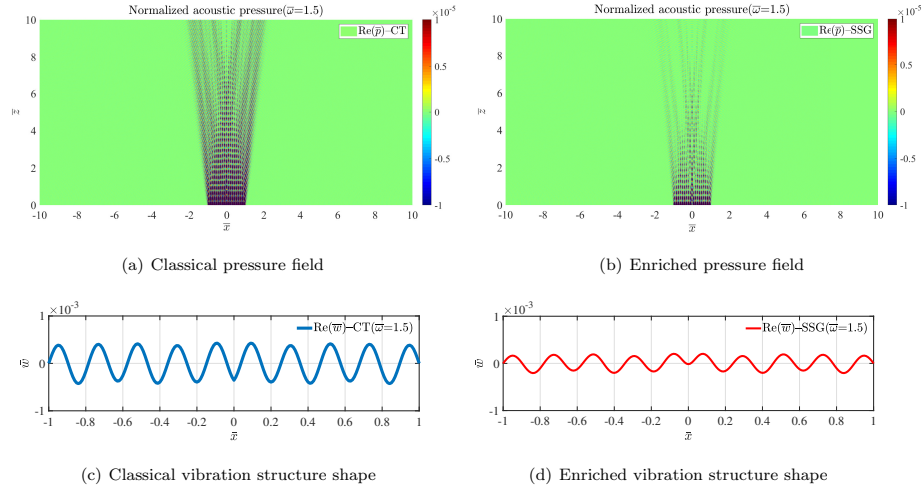 Normalized acoustic pressure(ω̅=1.5)
×10⁻⁵
Re(p̅)–CT
10
8
6
4
2
0
z̅
-10 -8 -6 -4 -2 0 2 4 6 8 10
x̅
1
0.5
0
-0.5
-1
(a) Classical pressure field
Normalized acoustic pressure(ω̅=1.5)
×10⁻⁵
Re(p̅)–SSG
10
8
6
4
2
0
z̅
-10 -8 -6 -4 -2 0 2 4 6 8 10
x̅
1
0.5
0
-0.5
-1
(b) Enriched pressure field
×10⁻³
Re(w̅)–CT(ω̅=1.5)
1
0
-1
w̅
-1 -0.8 -0.6 -0.4 -0.2 0 0.2 0.4 0.6 0.8 1
x̅
(c) Classical vibration structure shape
×10⁻³
Re(w̅)–SSG(ω̅=1.5)
1
0
-1
w̅
-1 -0.8 -0.6 -0.4 -0.2 0 0.2 0.4 0.6 0.8 1
x̅
(d) Enriched vibration structure shape